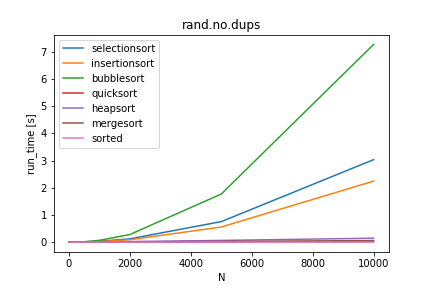 rand.no.dups
selectionsort
insertionsort
bubblesort
quicksort
heapsort
mergesort
sorted
run_time [s]
7
6
5
4
3
2
1
0
0 2000 4000 6000 8000 10000
N